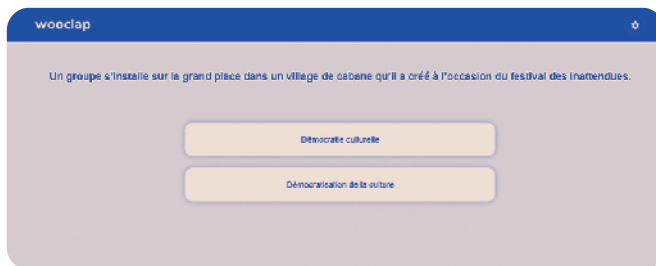 wooclap
Un groupe s'installe sur la grand place dans un village de cabane qu'il a créé à l'occasion du festival des inattendues.
Démocratie culturelle
Démocratisation de la culture